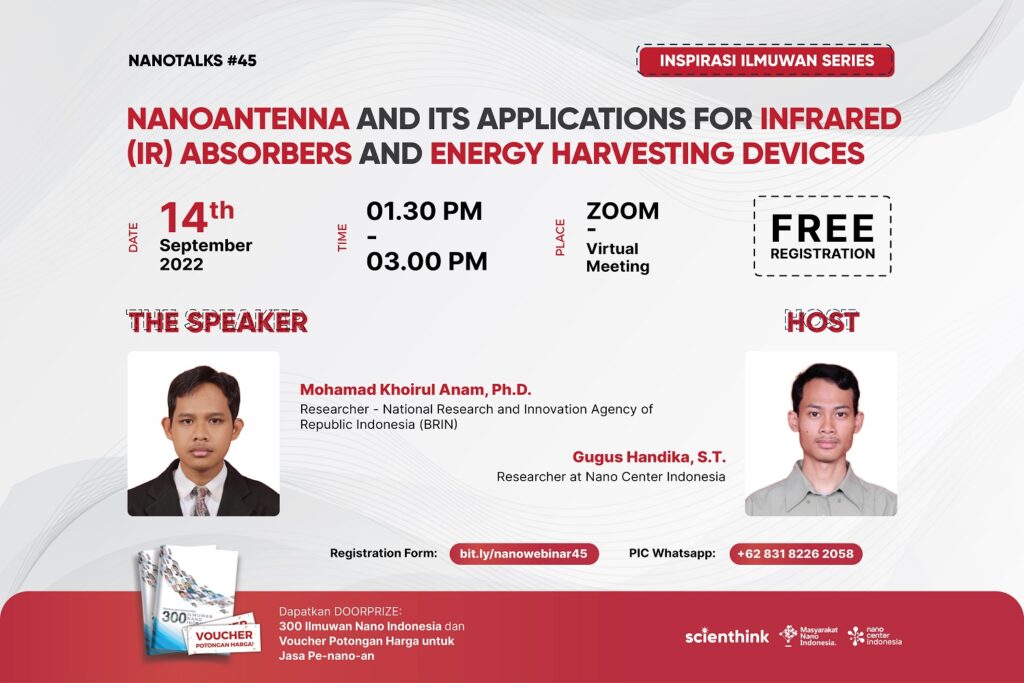 NANOTALKS #45
INSPIRASI ILMUWAN SERIES
NANOANTENNA AND ITS APPLICATIONS FOR INFRARED
(IR) ABSORBERS AND ENERGY HARVESTING DEVICES
DATE
14th
September
2022
TIME
01.30 PM
-
03.00 PM
PLACE
ZOOM
-
Virtual
Meeting
FREE
REGISTRATION
THE SPEAKER
HOST
Mohamad Khoirul Anam, Ph.D.
Researcher - National Research and Innovation Agency of
Republic Indonesia (BRIN)
Gugus Handika, S.T.
Researcher at Nano Center Indonesia
Registration Form:
bit.ly/nanowebinar45
PIC Whatsapp:
+62 831 8226 2058
300 ILMUWAN
NANO
VOUCHER
POTONGAN HARGA!
Dapatkan DOORPRIZE:
300 Ilmuwan Nano Indonesia dan
Voucher Potongan Harga untuk
Jasa Pe-nano-an
scienthink
Masyarakat
Nano
Indonesia.
nano
center
indonesia